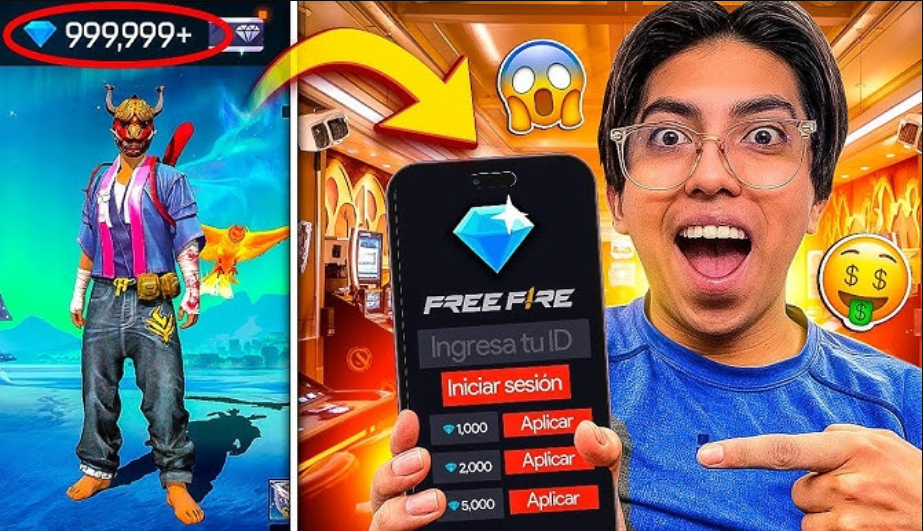 999,999+
FREE FIRE
Ingresa tu ID
Iniciar sesión
1,000 Aplicar
2,000 Aplicar
5,000 Aplicar